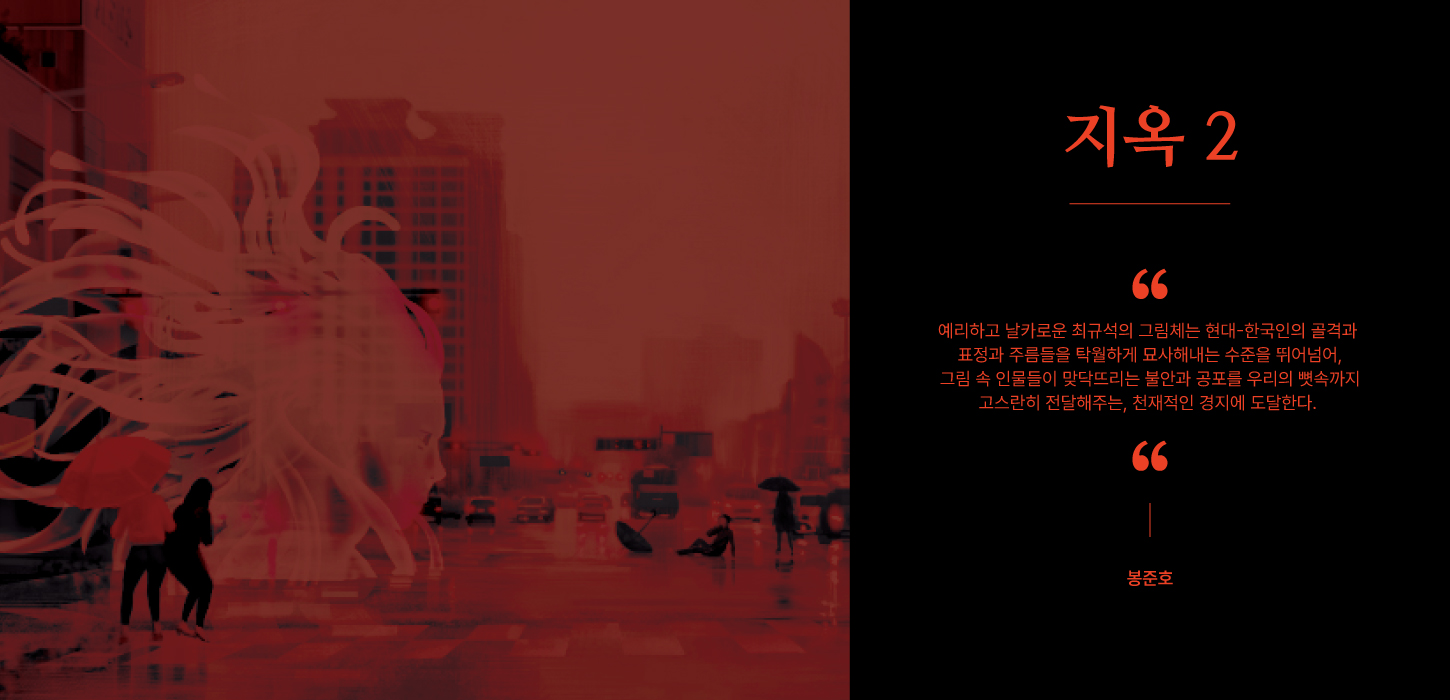 지옥 2
“
예리하고 날카로운 최규석의 그림체는 현대-한국인의 골격과
표정과 주름들을 탁월하게 묘사해내는 수준을 뛰어넘어,
그림 속 인물들이 맞닥뜨리는 불안과 공포를 우리의 뼛속까지
고스란히 전달해주는, 천재적인 경지에 도달한다.
“
봉준호